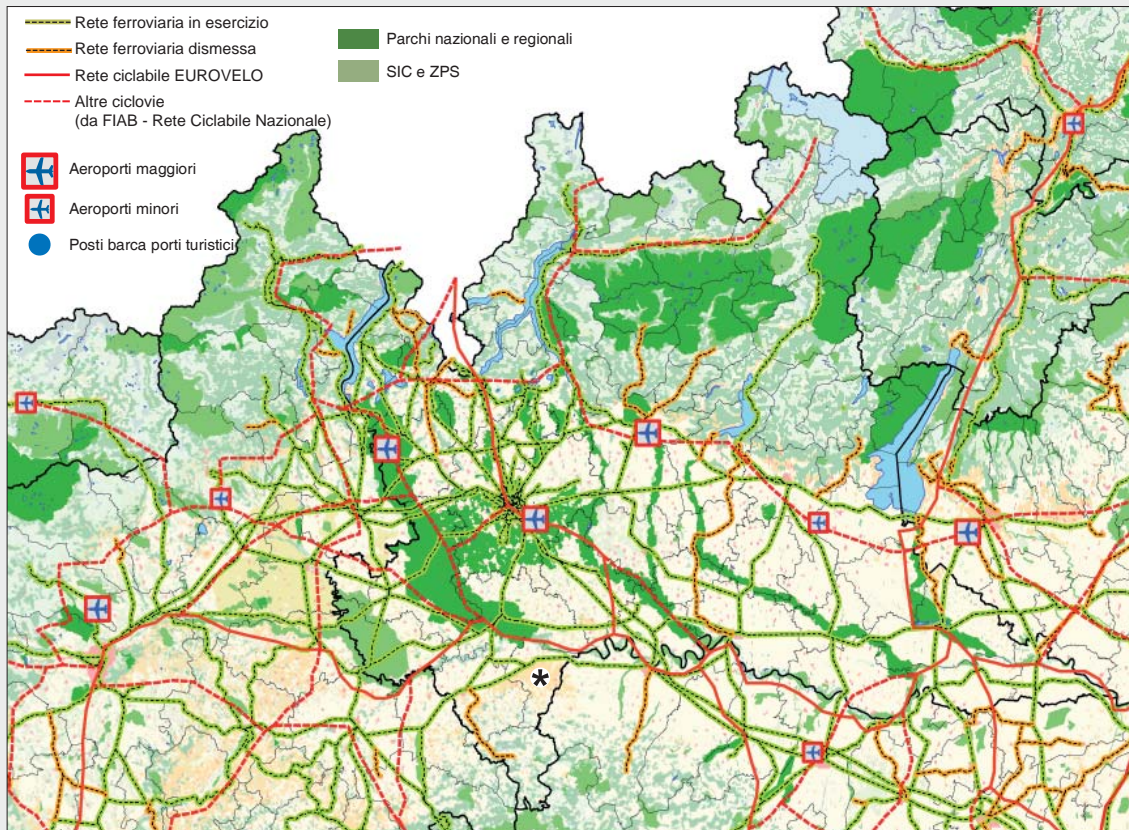 Rete ferroviaria in esercizio
Rete ferroviaria dismessa
Rete ciclabile EUROVELO
Altre ciclovie
(da FIAB - Rete Ciclabile Nazionale)
Aeroporti maggiori
Aeroporti minori
Posti barca porti turistici
Parchi nazionali e regionali
SIC e ZPS
*